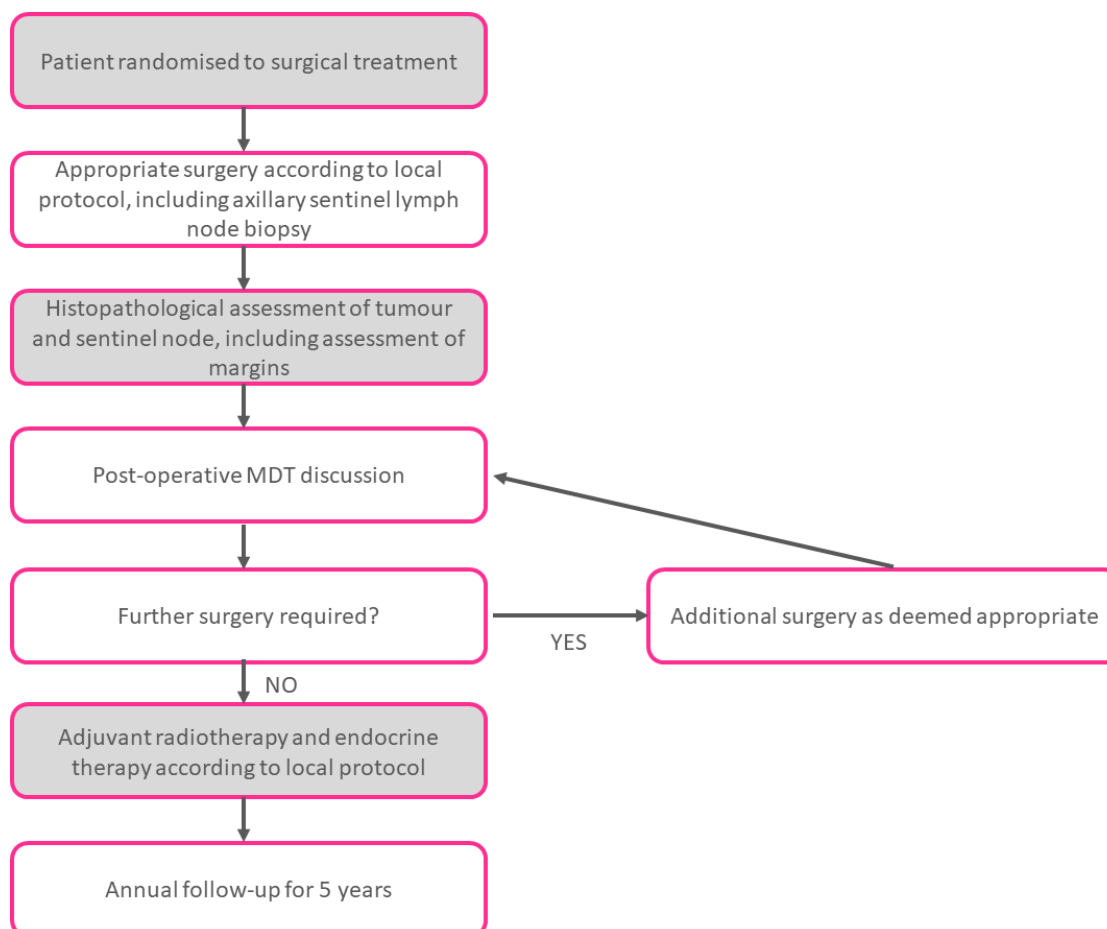 Patient randomised to surgical treatment
Appropriate surgery according to local
protocol, including axillary sentinel lymph
node biopsy
Histopathological assessment of tumour
and sentinel node, including assessment of
margins
Post-operative MDT discussion
Further surgery required?
YES
Additional surgery as deemed appropriate
NO
Adjuvant radiotherapy and endocrine
therapy according to local protocol
Annual follow-up for 5 years